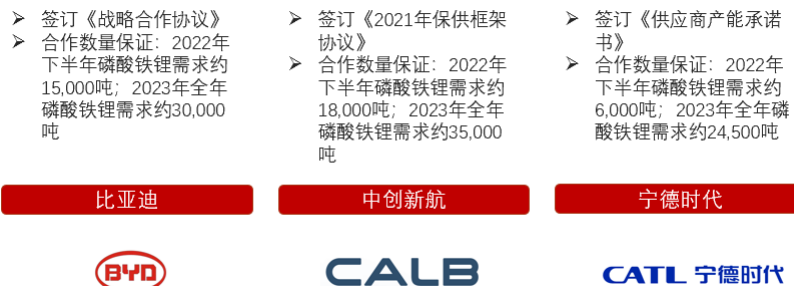 签订《战略合作协议》
合作数量保证：2022年
下半年磷酸铁锂需求约
15,000吨；2023年全年
磷酸铁锂需求约30,000
吨
签订《2021年保供框架
协议》
合作数量保证：2022年
下半年磷酸铁锂需求约
18,000吨；2023年全年
磷酸铁锂需求约35,000
吨
签订《供应商产能承诺
书》
合作数量保证：2022年
下半年磷酸铁锂需求约
6,000吨；2023年全年磷
酸铁锂需求约24,500吨
比亚迪
中创新航
宁德时代
BYD
CALB
CATL 宁德时代